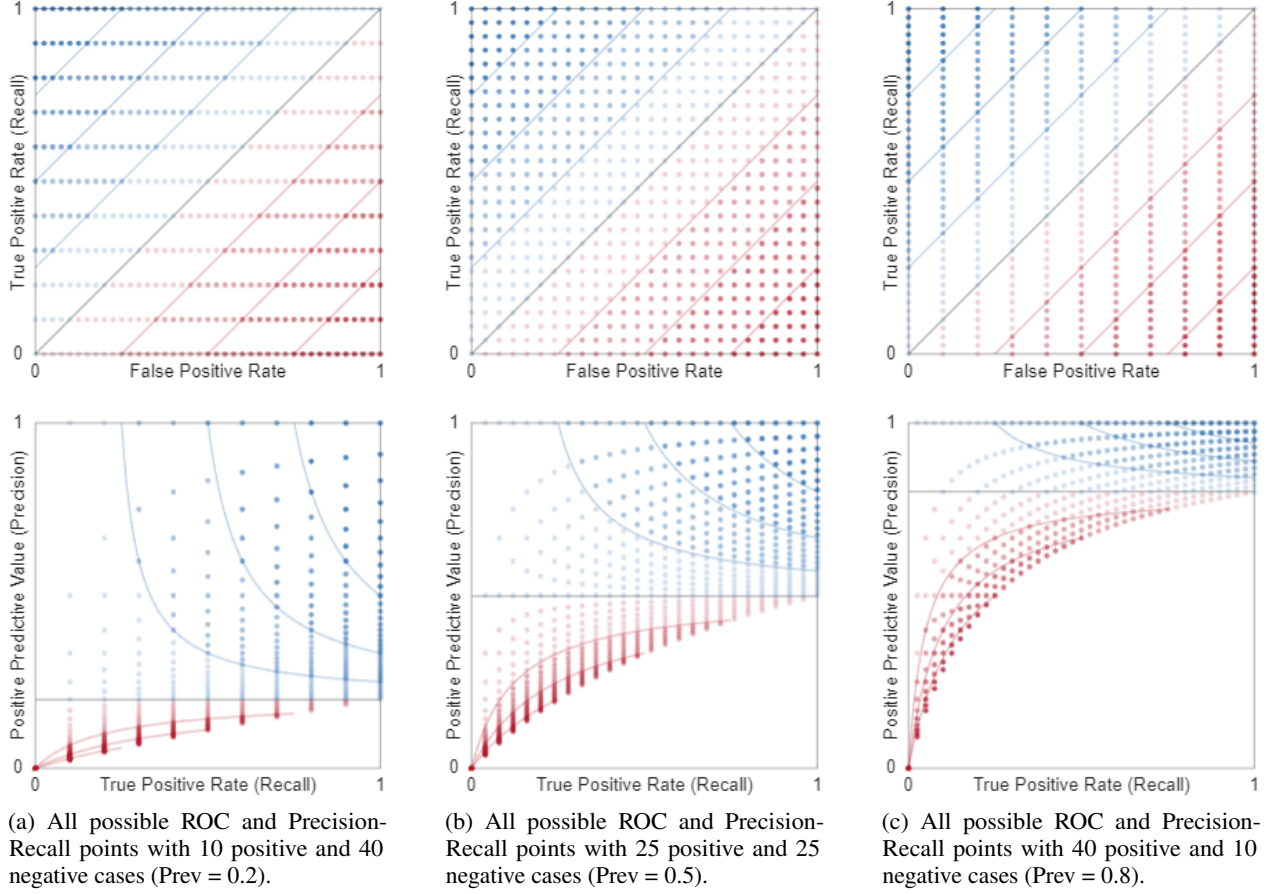 1
True Positive Rate (Recall)
0
0
False Positive Rate
1
1
True Positive Rate (Recall)
0
0
False Positive Rate
1
1
True Positive Rate (Recall)
0
0
False Positive Rate
1
1
Positive Predictive Value (Precision)
0
0
True Positive Rate (Recall)
1
1
Positive Predictive Value (Precision)
0
0
True Positive Rate (Recall)
1
1
Positive Predictive Value (Precision)
0
0
True Positive Rate (Recall)
1
(a) All possible ROC and Precision-
Recall points with 10 positive and 40
negative cases (Prev = 0.2).
(b) All possible ROC and Precision-
Recall points with 25 positive and 25
negative cases (Prev = 0.5).
(c) All possible ROC and Precision-
Recall points with 40 positive and 10
negative cases (Prev = 0.8).